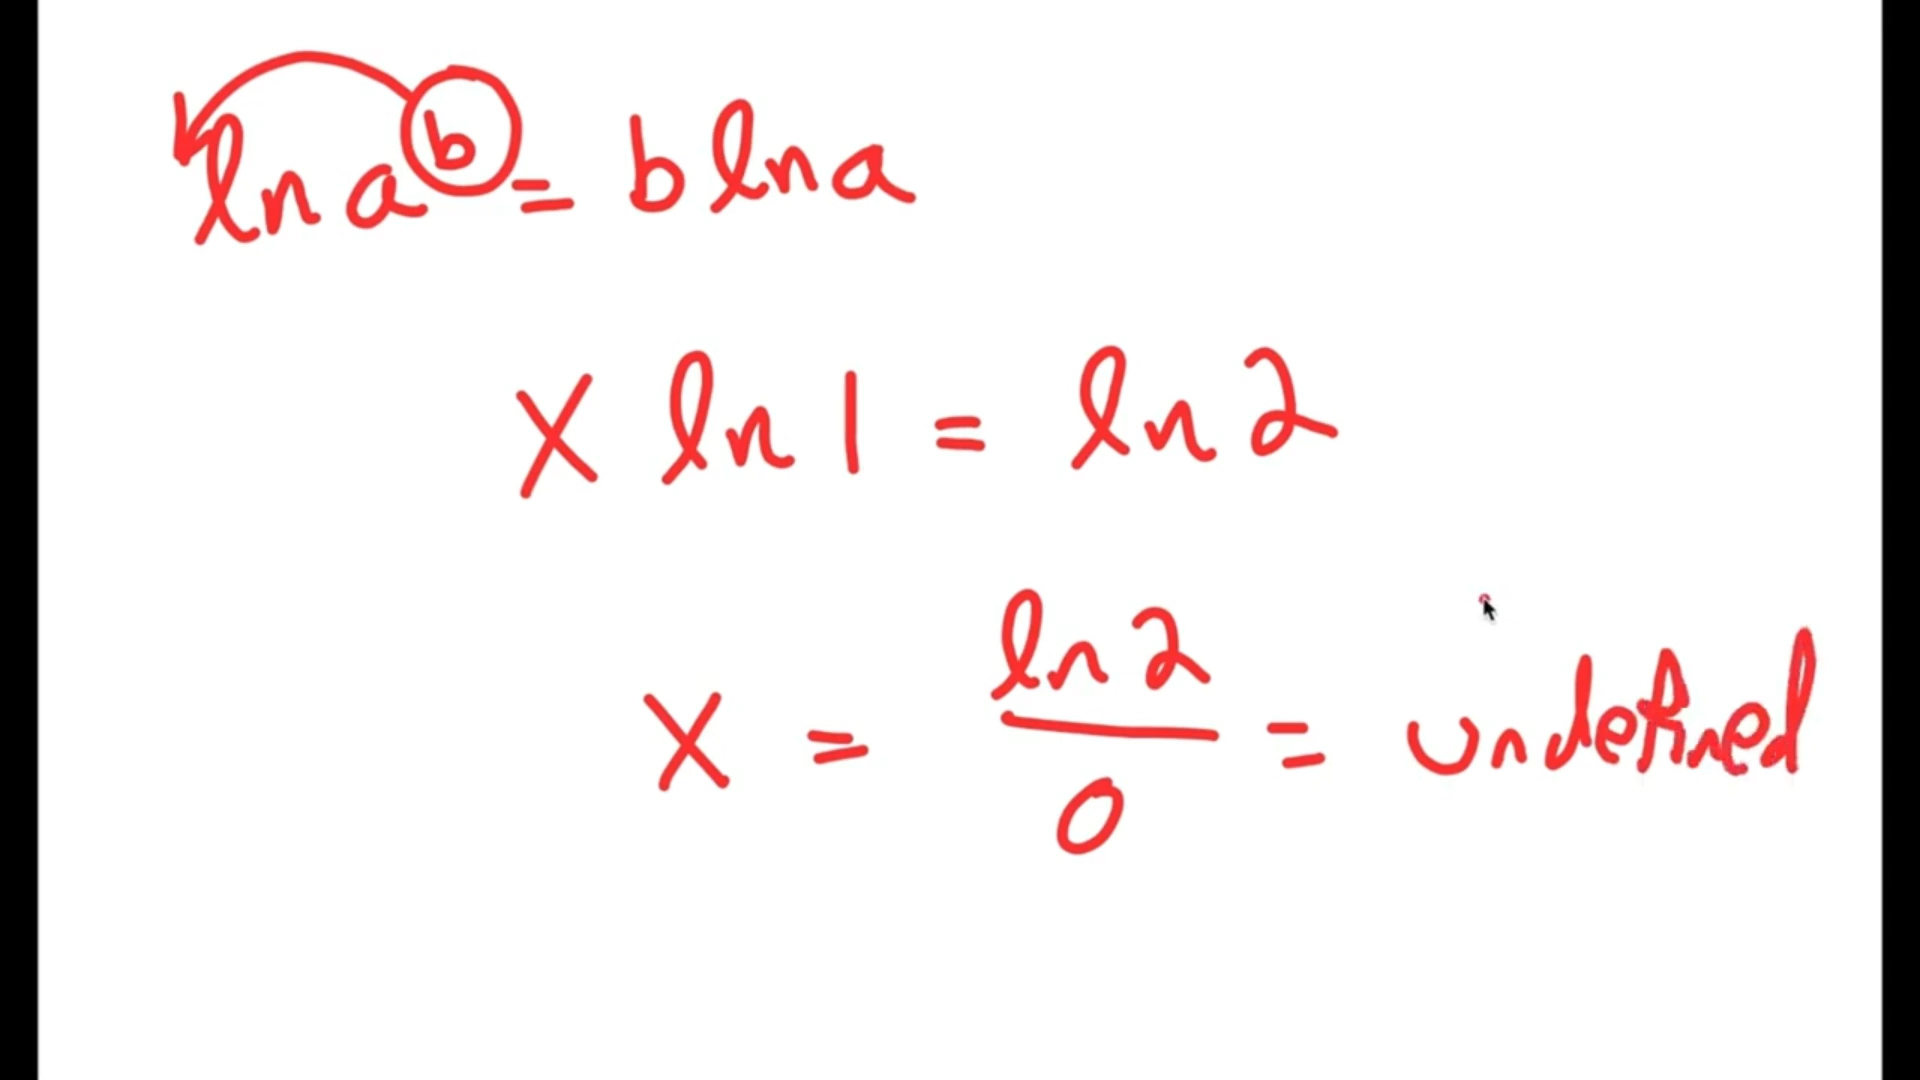 ln a^b = b ln a
x ln 1 = ln 2
x = ln 2 / 0 = undefined